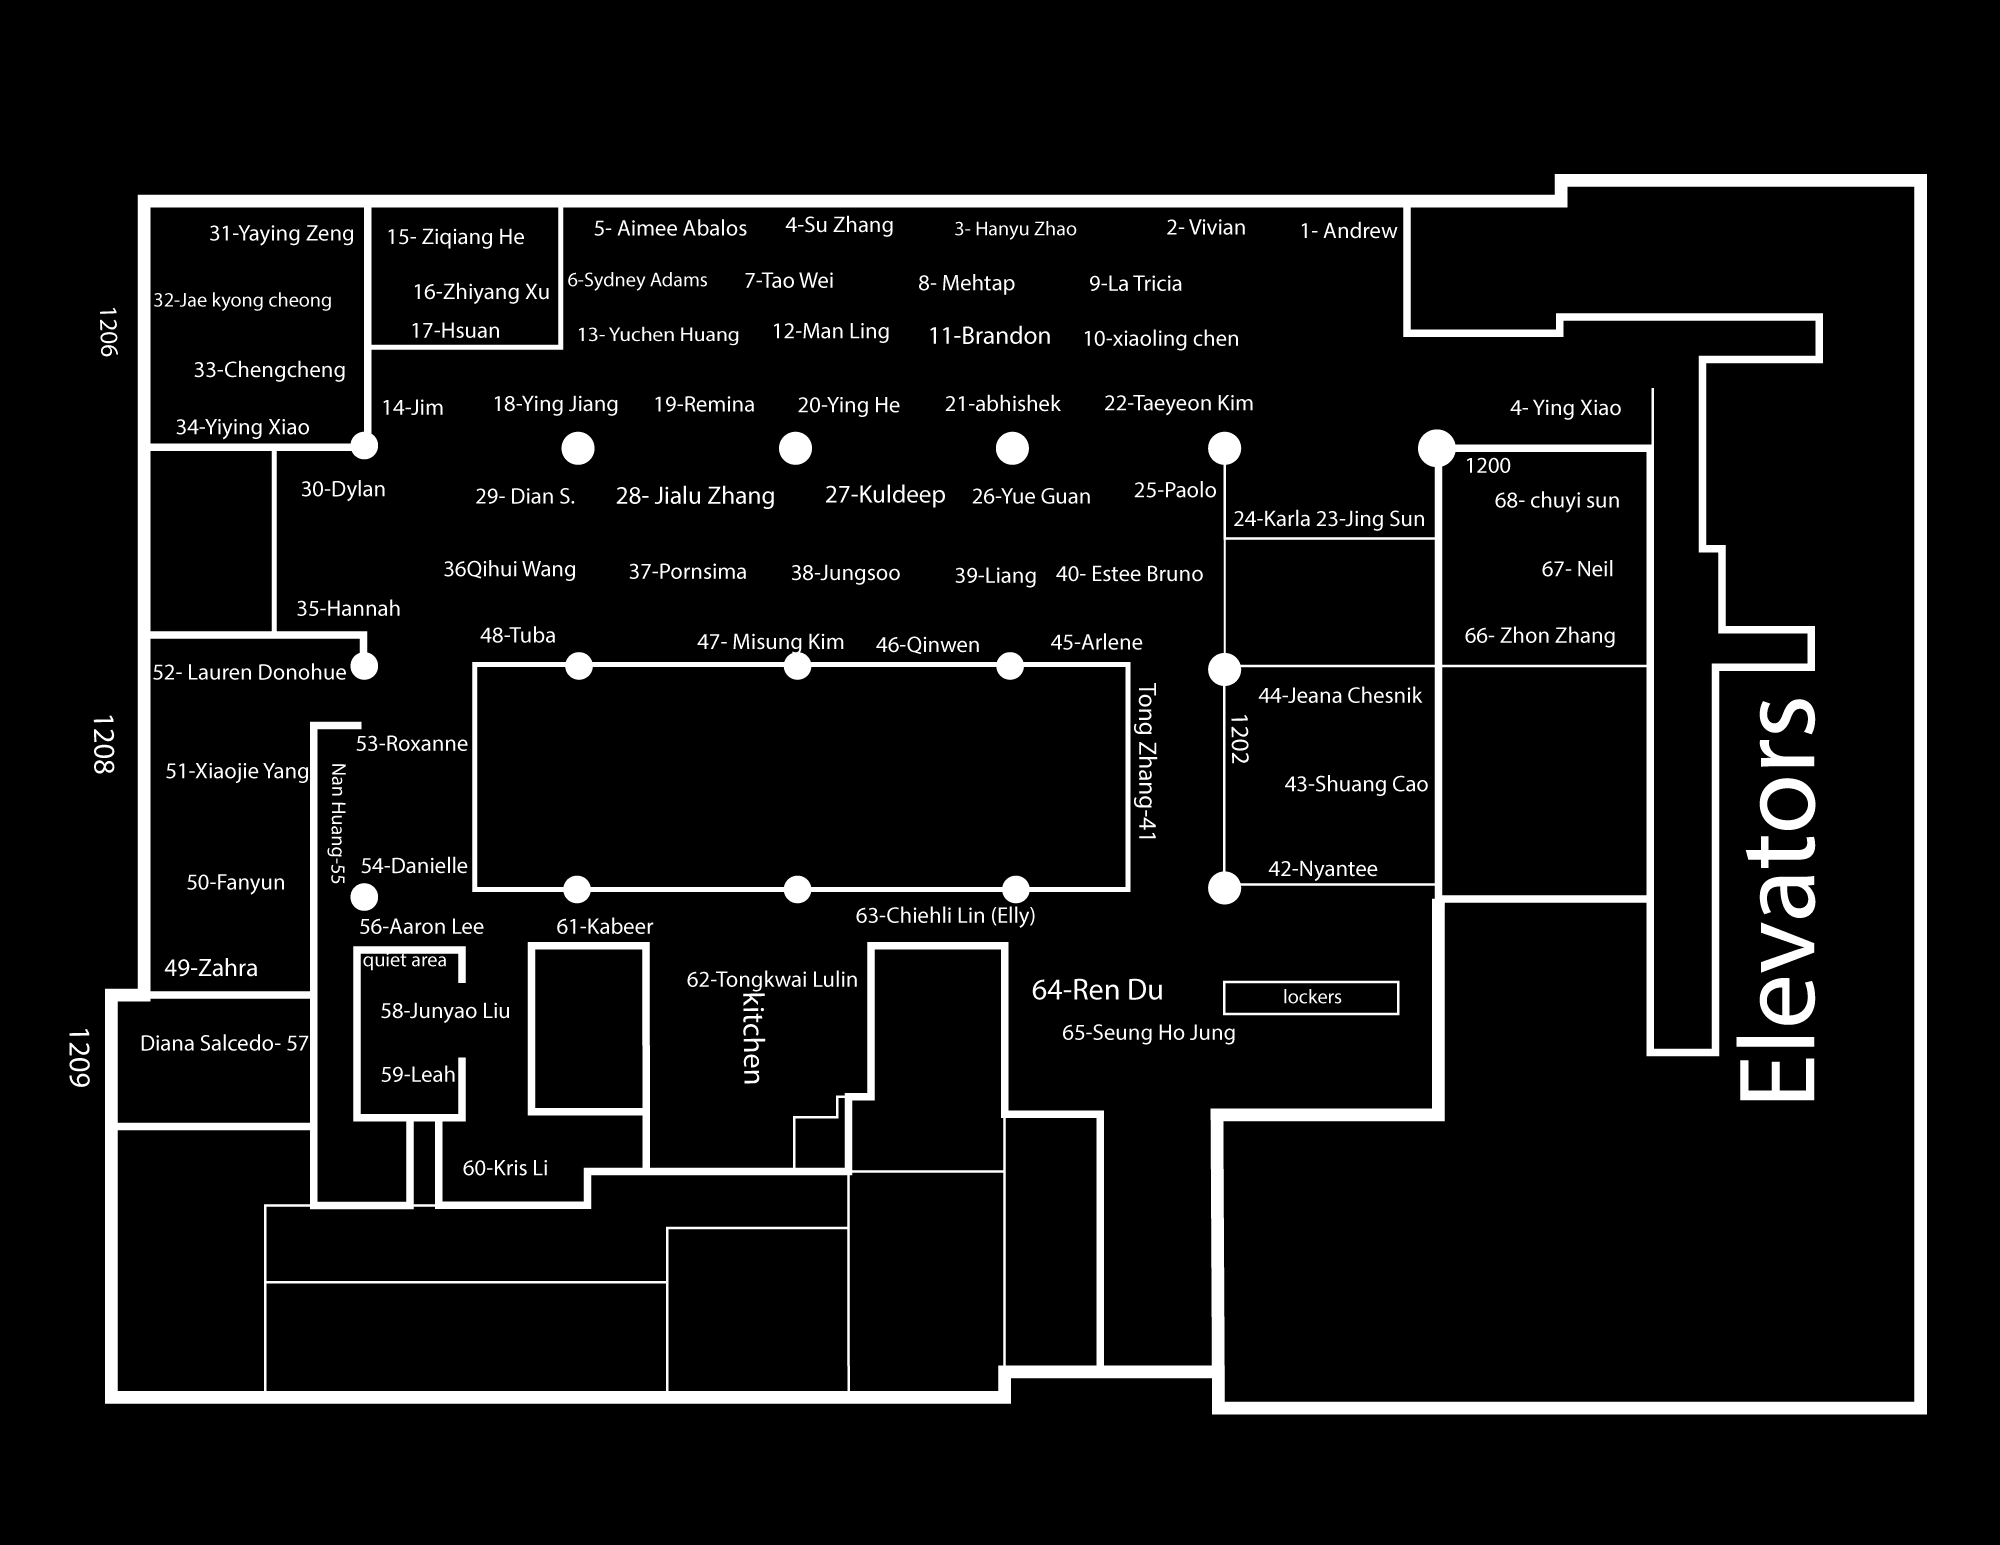 31-Yaying Zeng
15- Ziqiang He
5- Aimee Abalos
4-Su Zhang
3- Hanyu Zhao
2- Vivian
1- Andrew
32-Jae kyong cheong
16-Zhiyang Xu
6-Sydney Adams
7-Tao Wei
8- Mehtap
9-La Tricia
1206
17-Hsuan
13- Yuchen Huang
12-Man Ling
11-Brandon
10-xiaoling chen
33-Chengcheng
34-Yiying Xiao
14-Jim
18-Ying Jiang
19-Remina
20-Ying He
21-abhishek
22-Taeyeon Kim
4- Ying Xiao
1200
30-Dylan
29- Dian S.
28- Jialu Zhang
27-Kuldeep
26-Yue Guan
25-Paolo
24-Karla 23-Jing Sun
68- chuyi sun
36Qihui Wang
37-Pornsima
38-Jungsoo
39-Liang
40- Estee Bruno
67- Neil
35-Hannah
48-Tuba
47- Misung Kim
46-Qinwen
45-Arlene
66- Zhon Zhang
52- Lauren Donohue
44-Jeana Chesnik
1208
53-Roxanne
Tong Zhang-41
1202
51-Xiaojie Yang
Nan Huang-55
43-Shuang Cao
Elevators
50-Fanyun
54-Danielle
42-Nyantee
56-Aaron Lee
61-Kabeer
63-Chiehli Lin (Elly)
49-Zahra
quiet area
62-Tongkwai Lulin
64-Ren Du
lockers
58-Junyao Liu
kitchen
65-Seung Ho Jung
Diana Salcedo- 57
1209
59-Leah
60-Kris Li